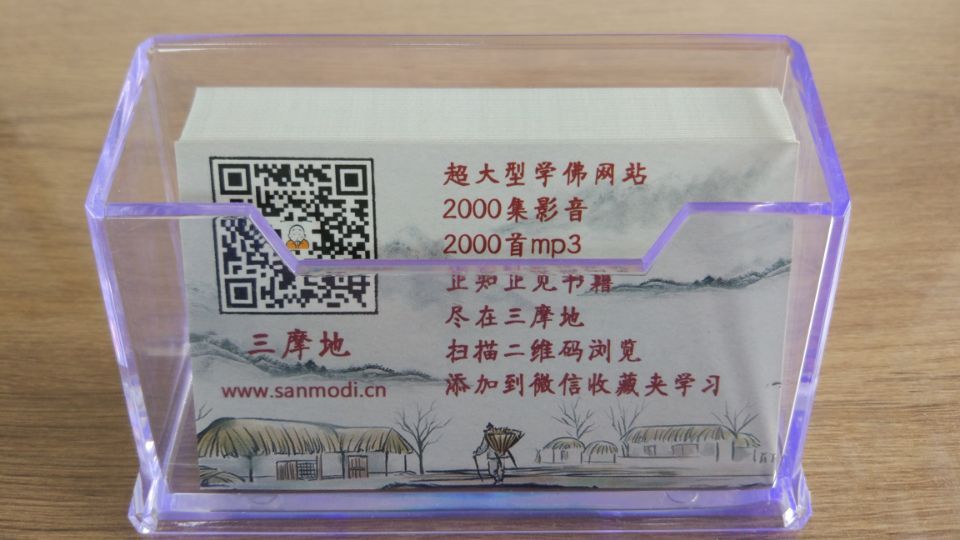 三摩地
www.sanmodi.cn
超大型学佛网站
2000集影音
2000首mp3
正知正见书籍
尽在三摩地
扫描二维码浏览
添加到微信收藏夹学习